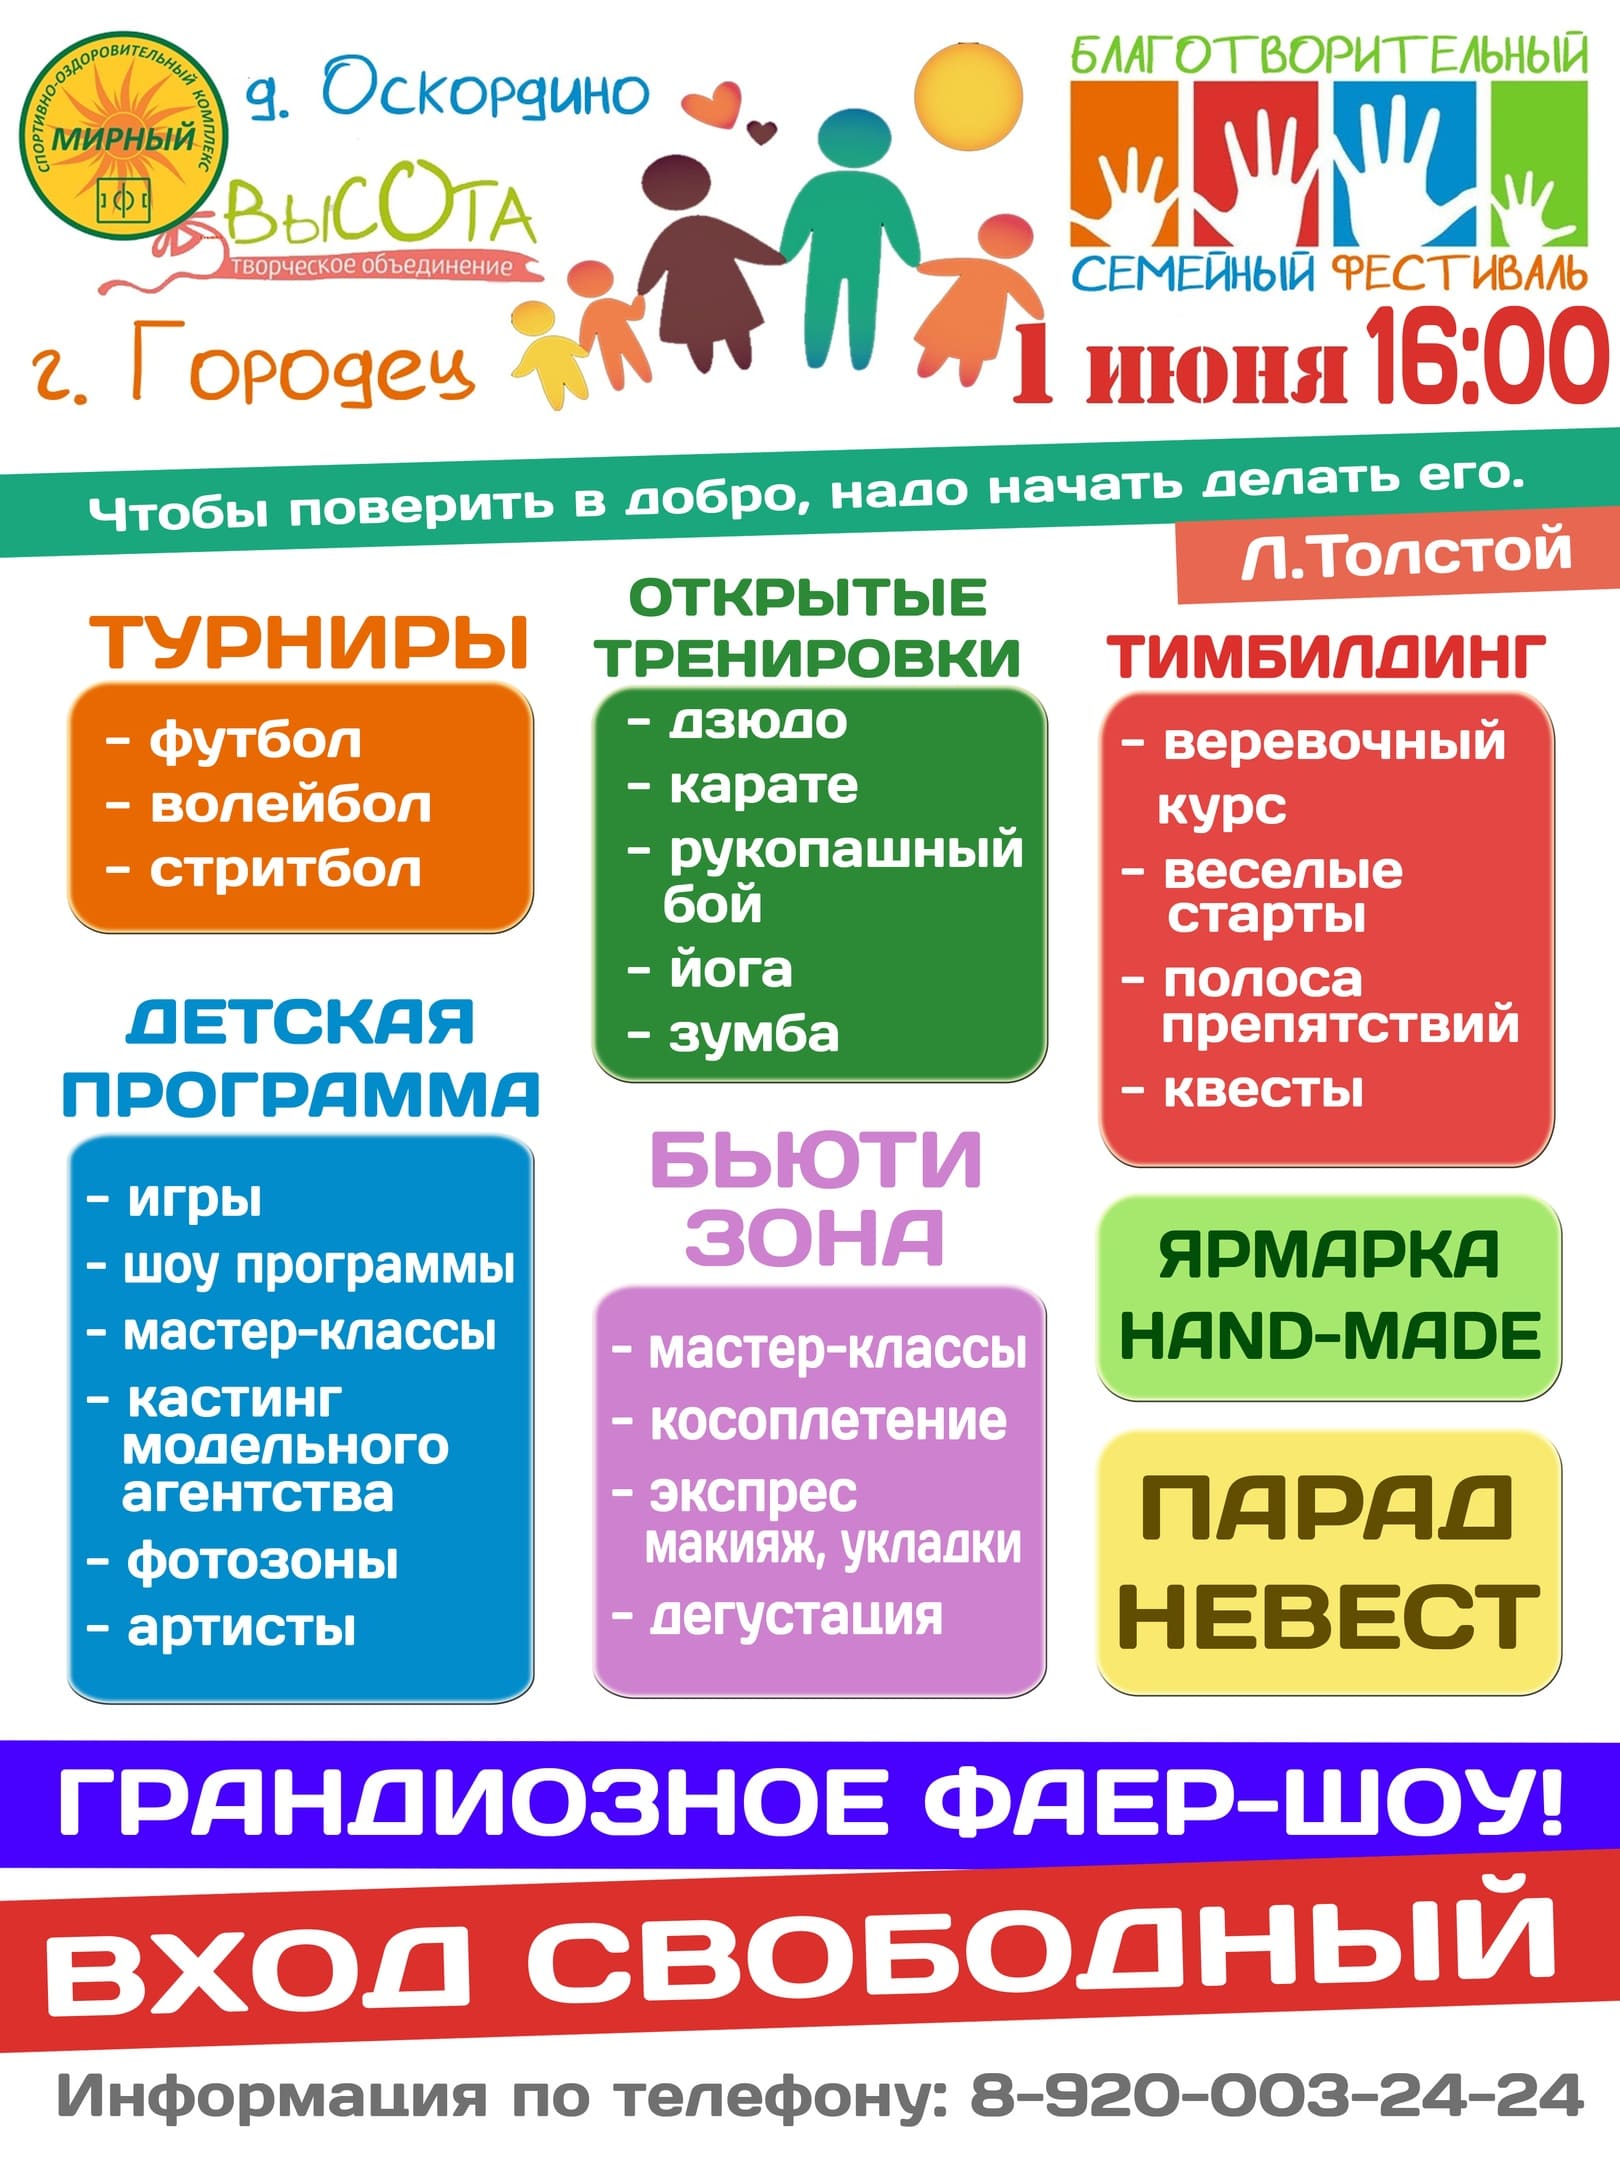 СПОРТИВНО-ОЗДОРОВИТЕЛЬНЫЙ КОМПЛЕКС
МИРНЫЙ
д. Оскордино
ВЫСОТА
творческое объединение
г. Городец
БЛАГОТВОРИТЕЛЬНЫЙ
СЕМЕЙНЫЙ ФЕСТИВАЛЬ
1 июня 16:00
Чтобы поверить в добро, надо начать делать его.
Л.Толстой
ТУРНИРЫ
- футбол
- волейбол
- стритбол
ОТКРЫТЫЕ
ТРЕНИРОВКИ
- дзюдо
- карате
- рукопашный
бой
- йога
- зумба
ТИМБИЛДИНГ
- веревочный
курс
- веселые
старты
- полоса
препятствий
- квесты
ДЕТСКАЯ
ПРОГРАММА
- игры
- шоу программы
- мастер-классы
- кастинг
модельного
агентства
- фотозоны
- артисты
БЬЮТИ
ЗОНА
- мастер-классы
- косоплетение
- экспрес
макияж, укладки
- дегустация
ЯРМАРКА
HAND-MADE
ПАРАД
НЕВЕСТ
ГРАНДИОЗНОЕ ФАЕР-ШОУ!
ВХОД СВОБОДНЫЙ
Информация по телефону: 8-920-003-24-24